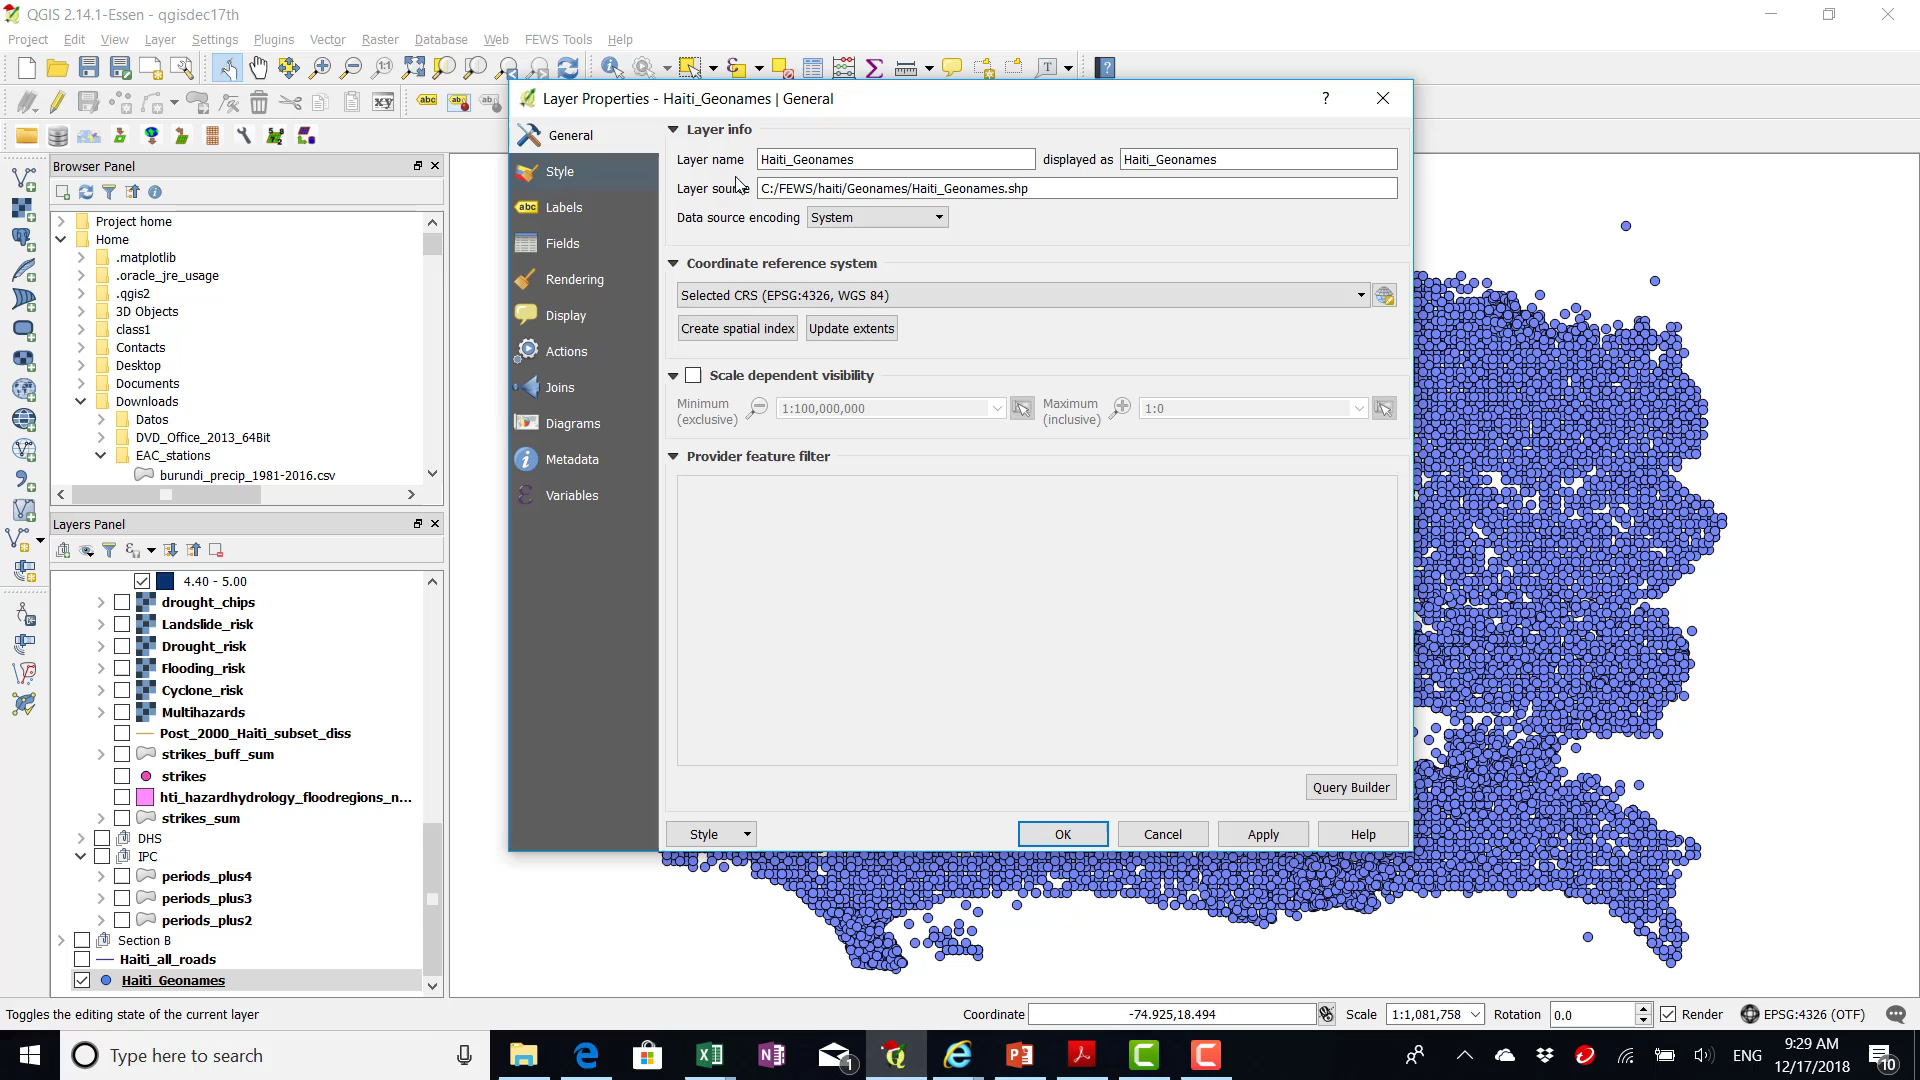 QGIS 2.14.1-Essen - qgisdec17th
Project Edit View Layer Settings Plugins Vector Raster Database Web FEWS Tools Help
Browser Panel
Project home
Home
.matplotlib
.oracle_jre_usage
.qgis2
3D Objects
class1
Contacts
Desktop
Documents
Downloads
Datos
DVD_Office_2013_64Bit
EAC_stations
burundi_precip_1981-2016.csv
Layers Panel
4.40 - 5.00
drought_chips
Landslide_risk
Drought_risk
Flooding_risk
Cyclone_risk
Multihazards
Post_2000_Haiti_subset_diss
strikes_buff_sum
strikes
hti_hazardhydrology_floodregions_n...
strikes_sum
DHS
IPC
periods_plus4
periods_plus3
periods_plus2
Section B
Haiti_all_roads
Haiti_Geonames
Layer Properties - Haiti_Geonames | General
General
Style
Labels
Fields
Rendering
Display
Actions
Joins
Diagrams
Metadata
Variables
Layer info
Layer name Haiti_Geonames displayed as Haiti_Geonames
Layer source C:/FEWS/haiti/Geonames/Haiti_Geonames.shp
Data source encoding System
Coordinate reference system
Selected CRS (EPSG:4326, WGS 84)
Create spatial index Update extents
Scale dependent visibility
Minimum (exclusive) 1:100,000,000 Maximum (inclusive) 1:0
Provider feature filter
Query Builder
Style OK Cancel Apply Help
Toggles the editing state of the current layer Coordinate -74.925,18.494 Scale 1:1,081,758 Rotation 0.0 Render EPSG:4326 (OTF)
Type here to search
ENG
9:29 AM
12/17/2018
10